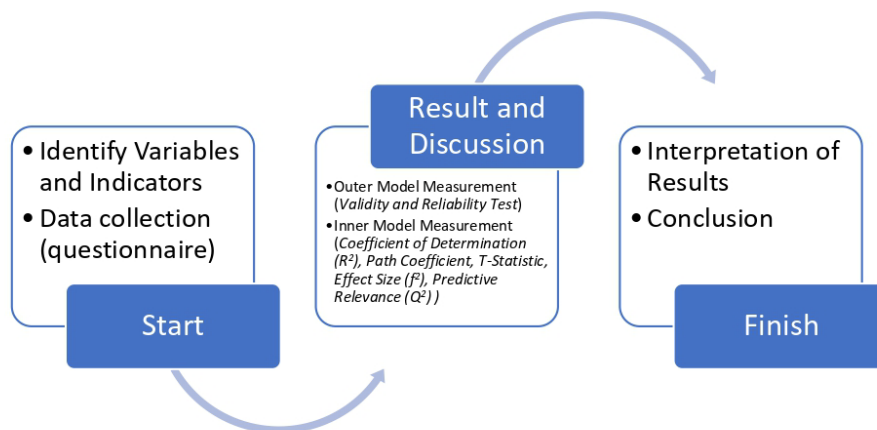 • Identify Variables
and Indicators
• Data collection
(questionnaire)
Start
Result and
Discussion
•Outer Model Measurement
(Validity and Reliability Test)
•Inner Model Measurement
(Coefficient of Determination
(R²), Path Coefficient, T-Statistic,
Effect Size (f²), Predictive
Relevance (Q²) )
• Interpretation of
Results
• Conclusion
Finish